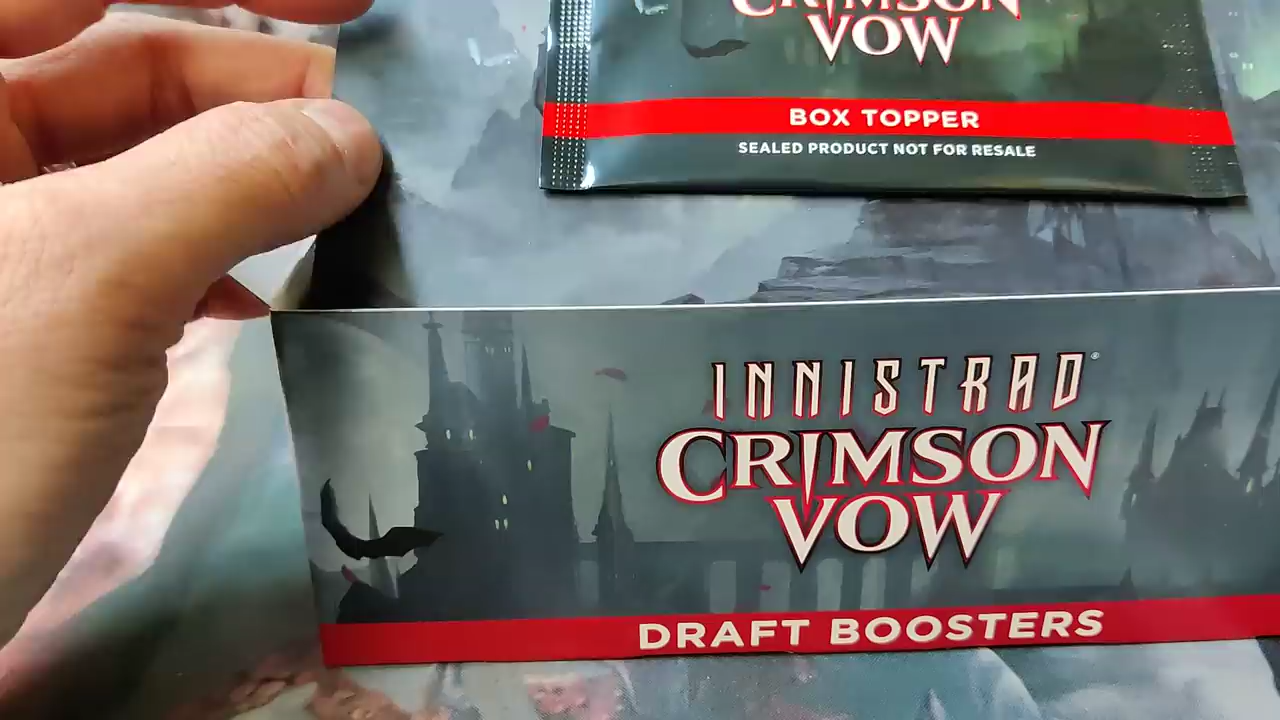 CRIMSON
VOW
BOX TOPPER
SEALED PRODUCT NOT FOR RESALE
INNISTRAD
CRIMSON
VOW
DRAFT BOOSTERS